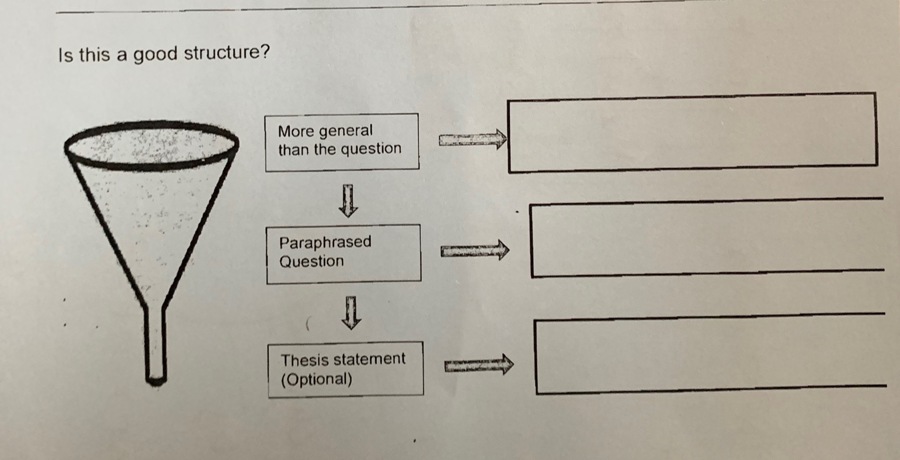 Is this a good structure?
More general
than the question
Paraphrased
Question
Thesis statement
(Optional)